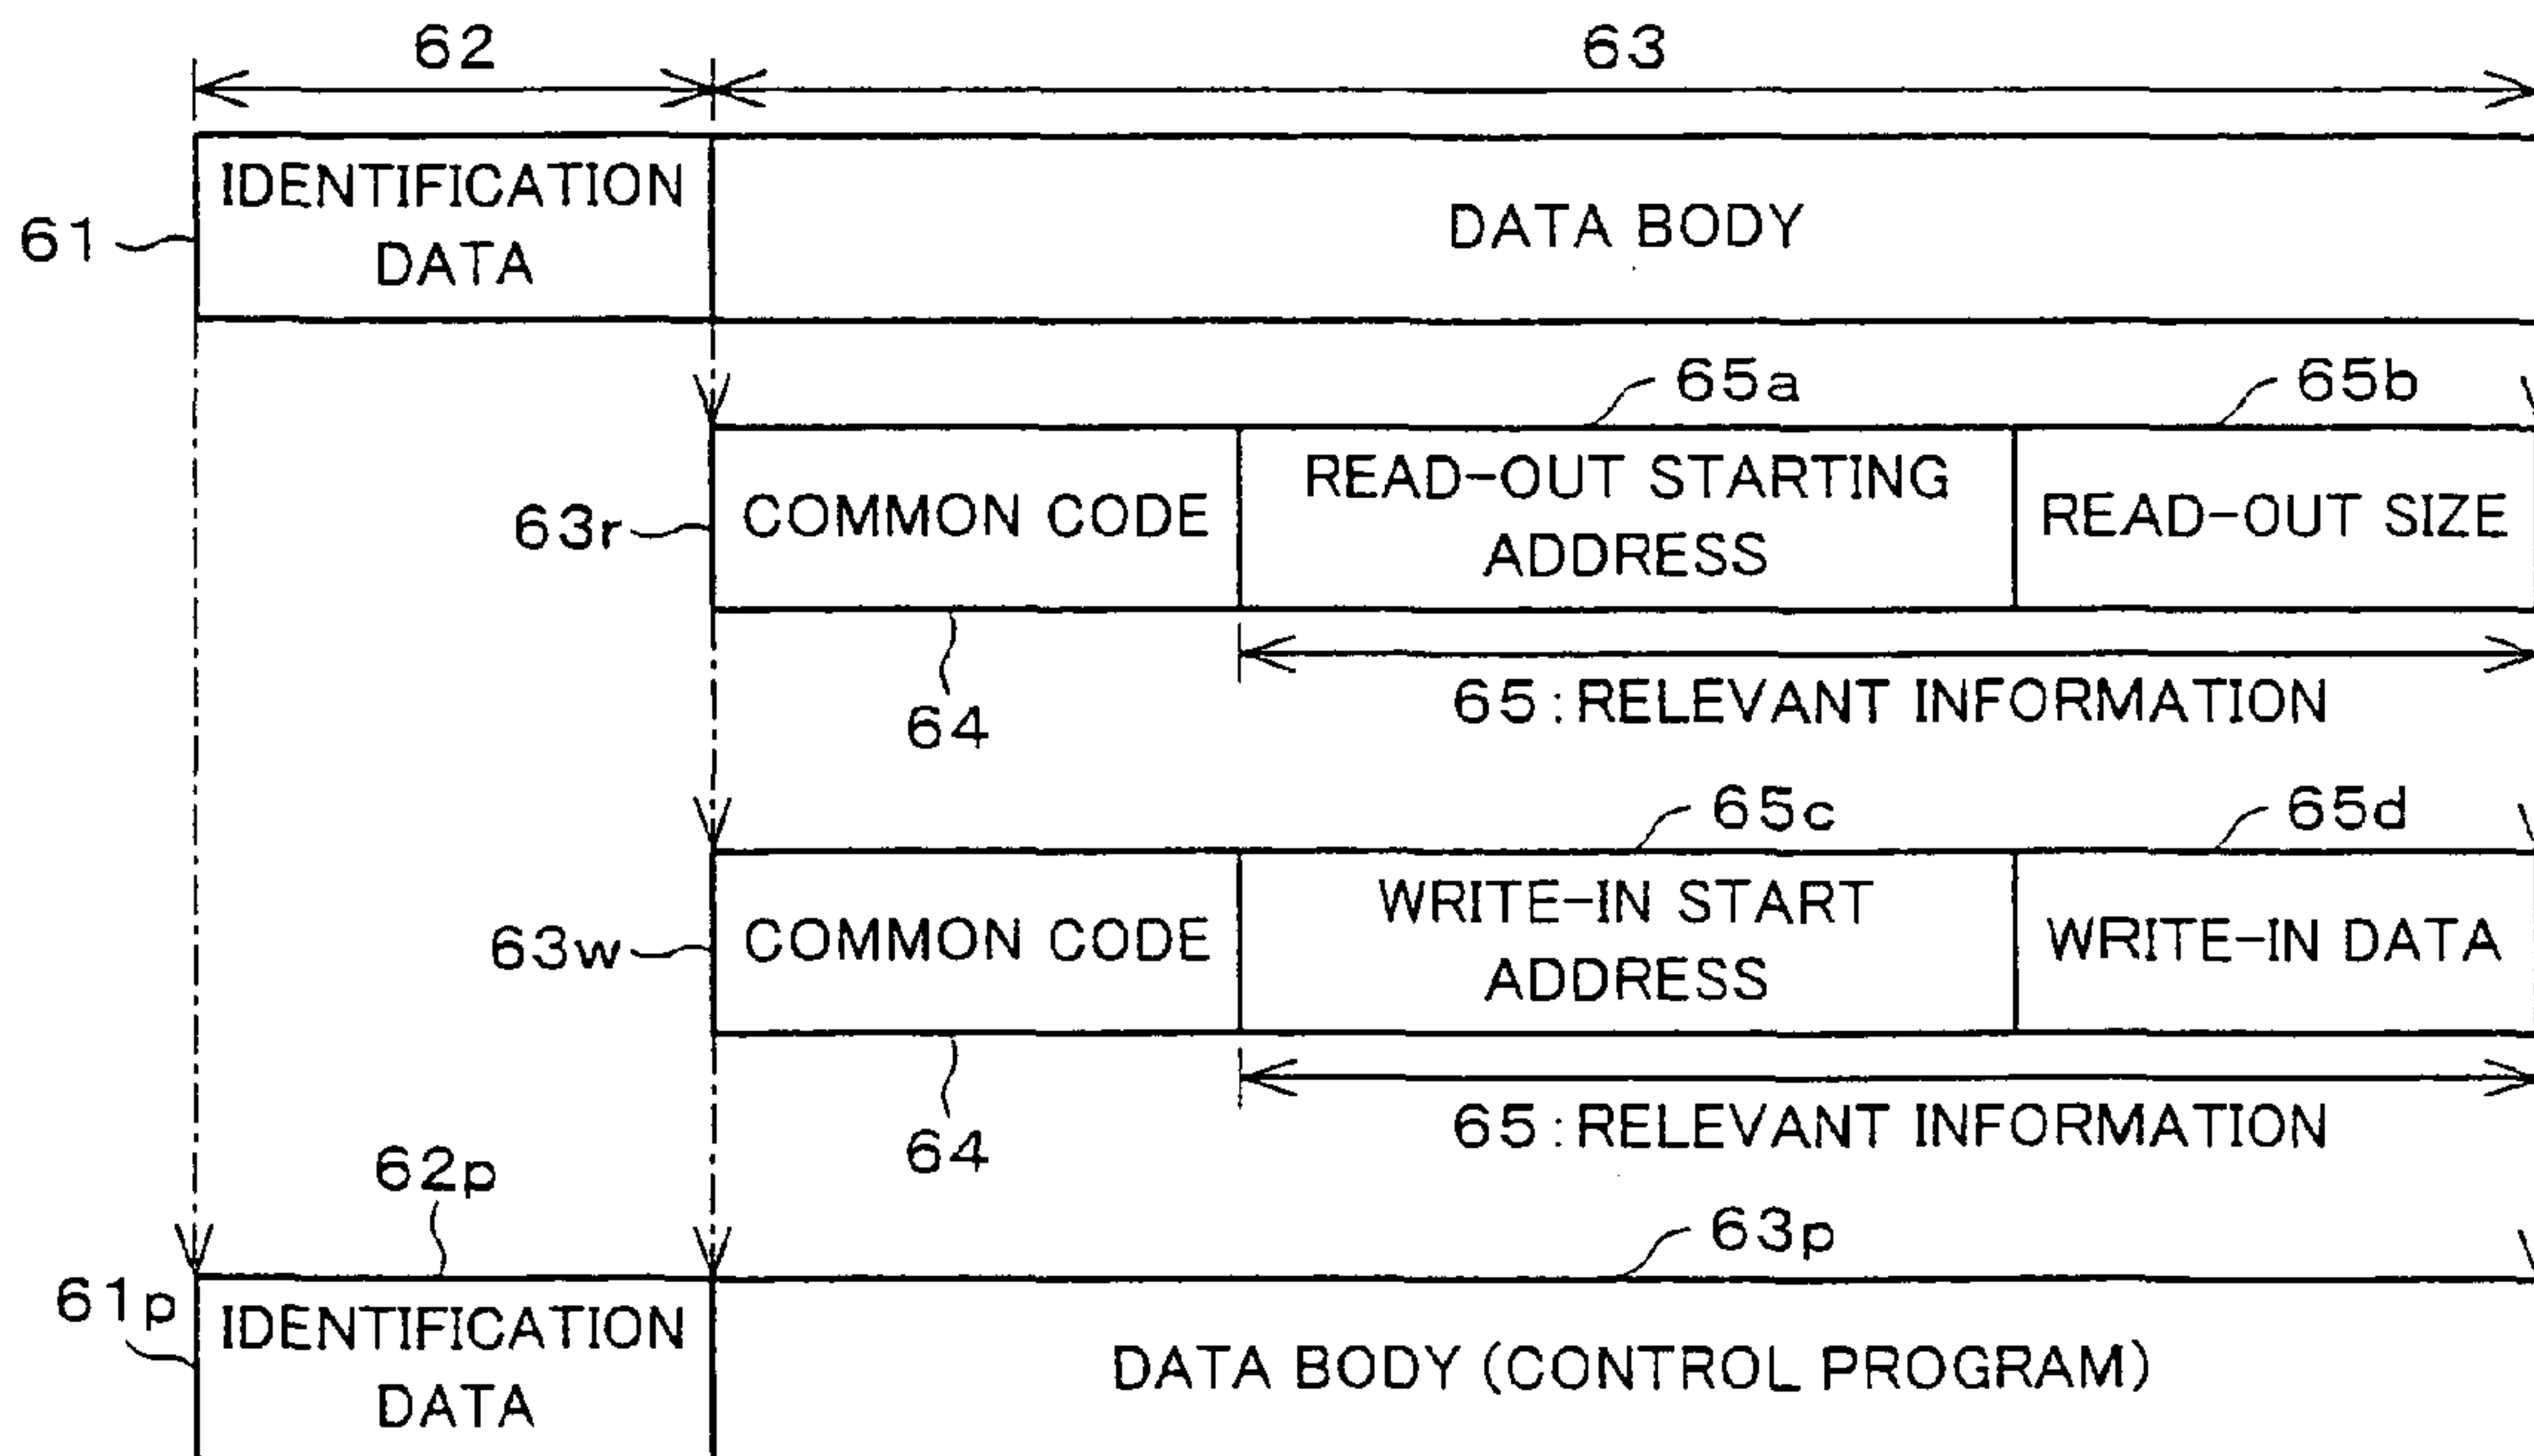 62
63
61
IDENTIFICATION
DATA
DATA BODY
65a
65b
63r
COMMON CODE
READ-OUT STARTING
ADDRESS
READ-OUT SIZE
64
65:RELEVANT INFORMATION
65c
65d
63w
COMMON CODE
WRITE-IN START
ADDRESS
WRITE-IN DATA
64
65:RELEVANT INFORMATION
62p
63p
61p
IDENTIFICATION
DATA
DATA BODY (CONTROL PROGRAM)